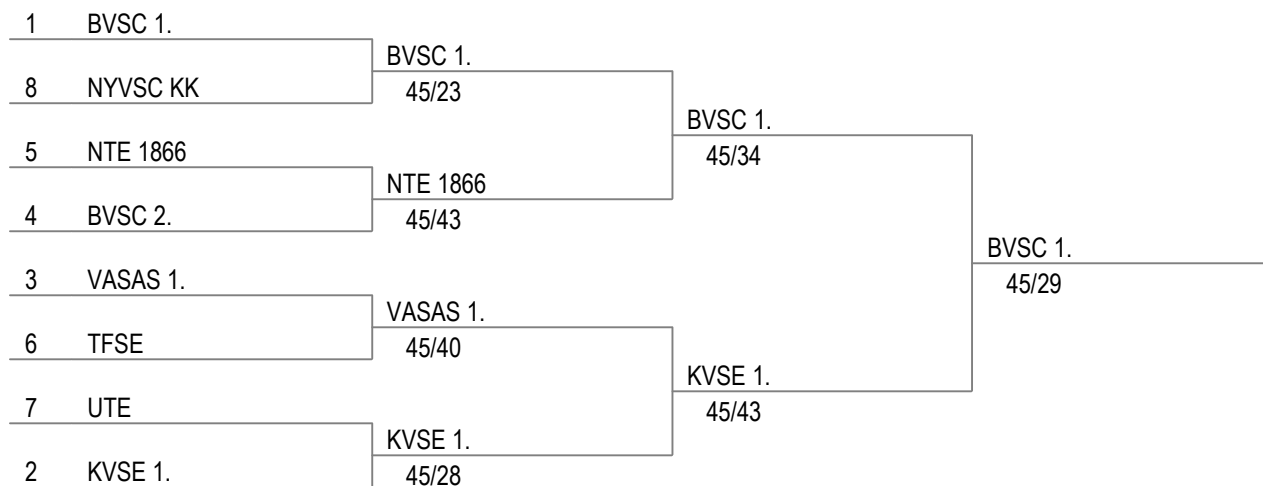 1 BVSC 1.
BVSC 1.
8 NYVSC KK
45/23
BVSC 1.
5 NTE 1866
45/34
NTE 1866
4 BVSC 2.
45/43
BVSC 1.
3 VASAS 1.
45/29
VASAS 1.
6 TFSE
45/40
KVSE 1.
7 UTE
45/43
KVSE 1.
2 KVSE 1.
45/28